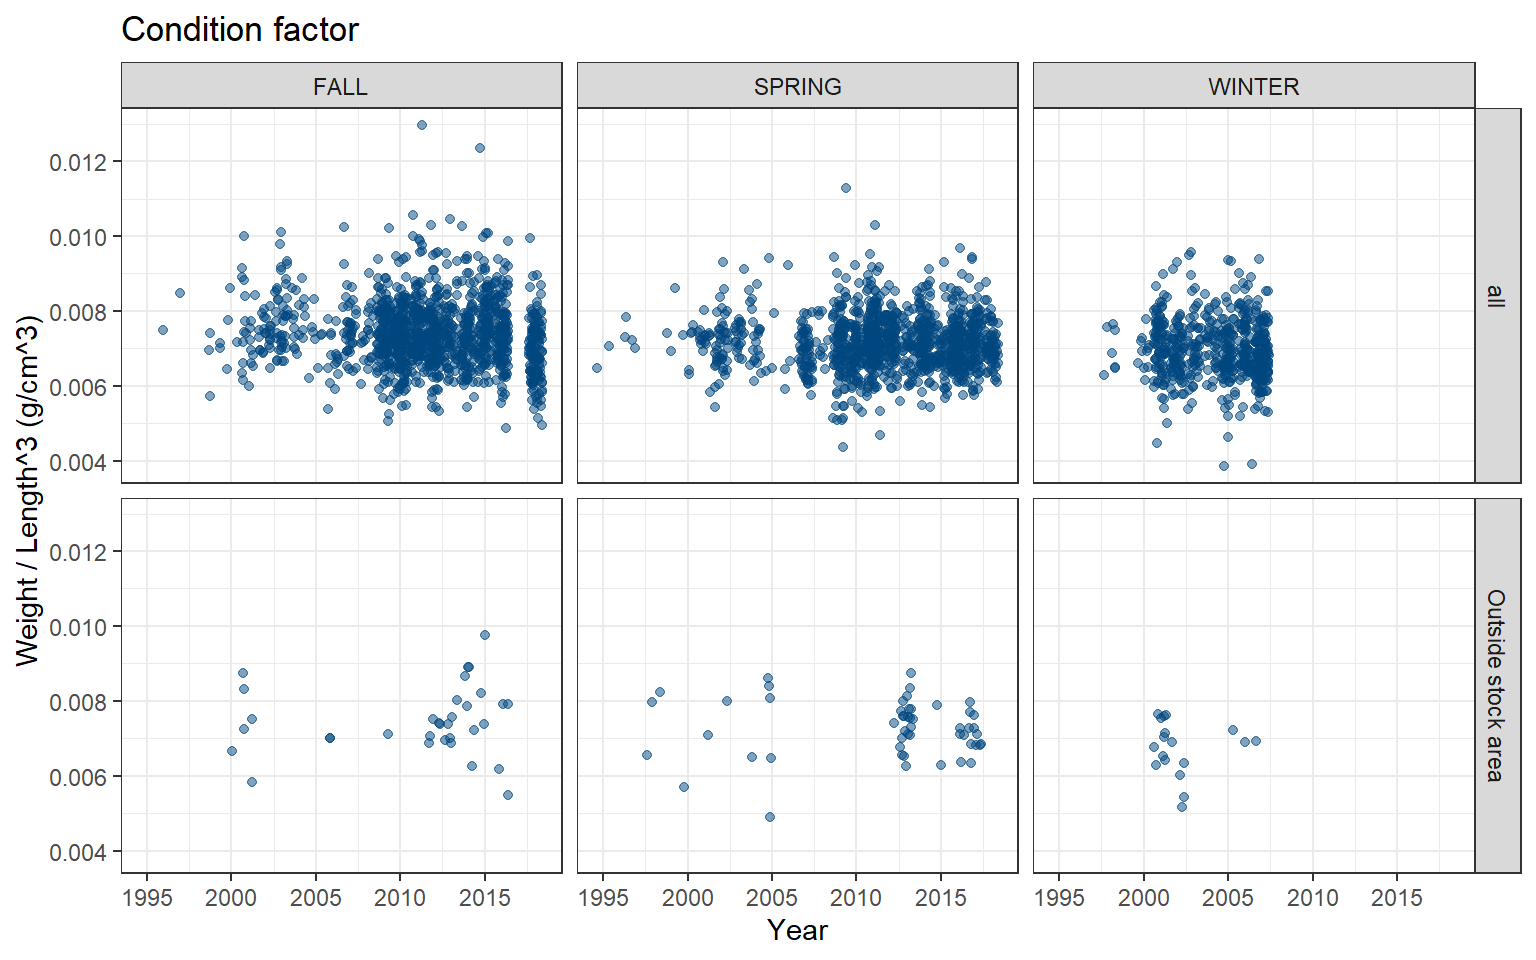 Condition factor
FALL
SPRING
WINTER
Weight / Length^3 (g/cm^3)
0.012
0.010
0.008
0.006
0.004
all
0.012
0.010
0.008
0.006
0.004
Outside stock area
1995 2000 2005 2010 2015
1995 2000 2005 2010 2015
1995 2000 2005 2010 2015
Year